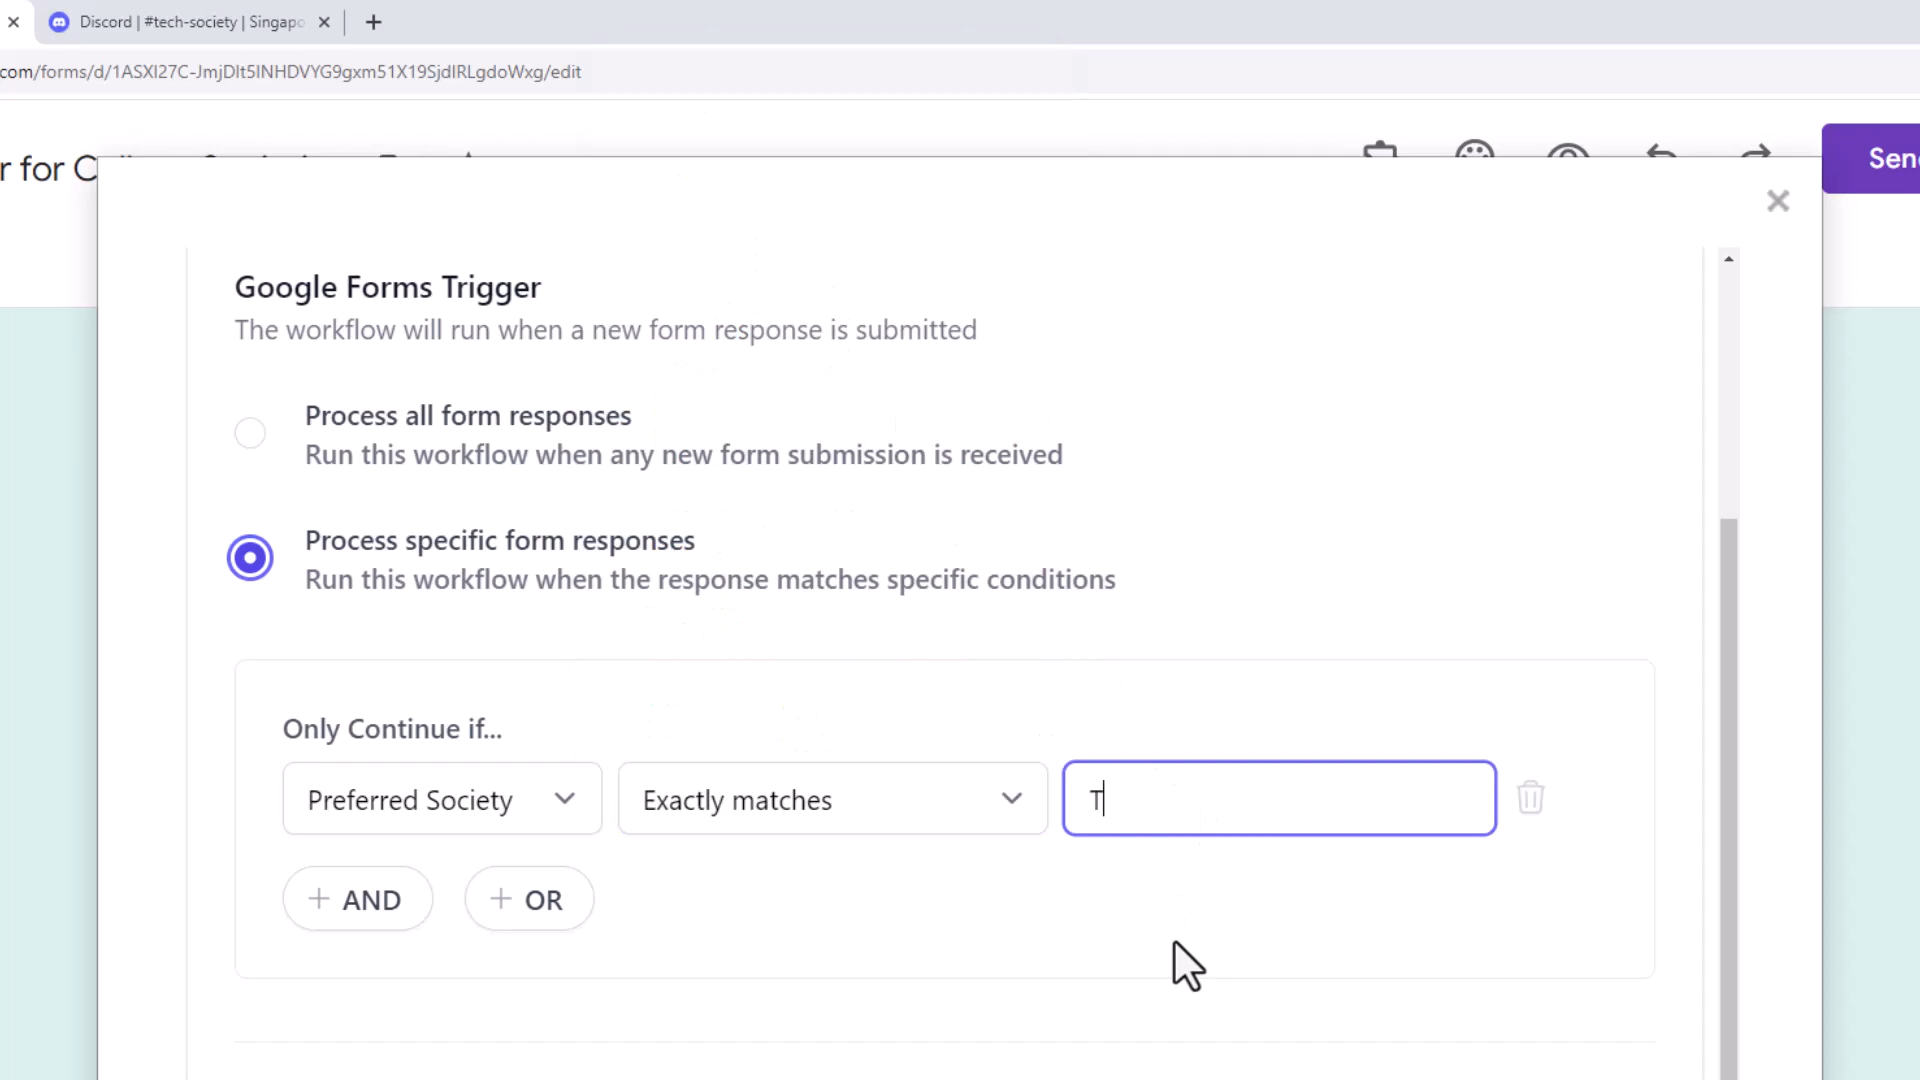 Discord | #tech-society | Singapo
com/forms/d/1ASXl27C-JmjDlt5lNHDVYG9gxm51X19SjdlRLgdoWxg/edit
r for C
Sen
Google Forms Trigger
The workflow will run when a new form response is submitted
Process all form responses
Run this workflow when any new form submission is received
Process specific form responses
Run this workflow when the response matches specific conditions
Only Continue if...
Preferred Society
Exactly matches
T
+ AND
+ OR